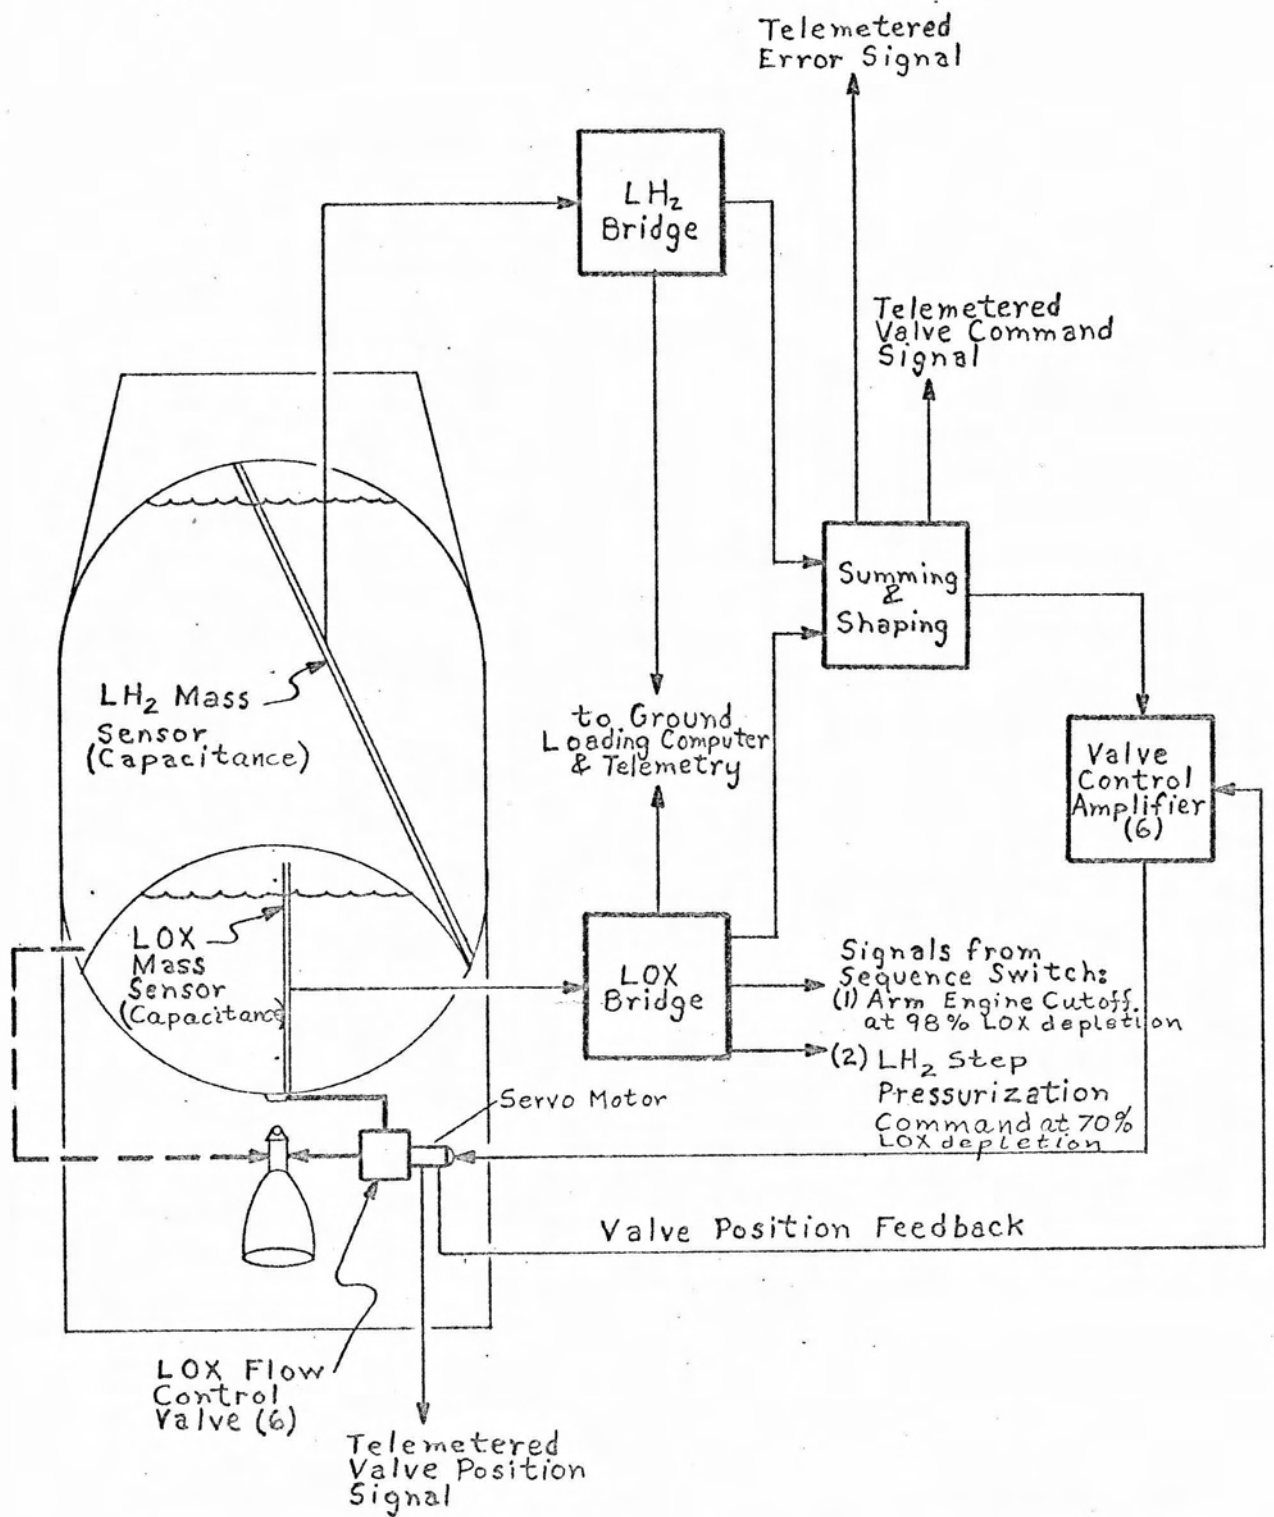 Telemetered
Error Signal
LH₂
Bridge
Telemetered
Valve Command
Signal
Summing
&
Shaping
LH₂ Mass
Sensor
(Capacitance)
to Ground
Loading Computer
& Telemetry
Valve
Control
Amplifier
(6)
LOX
Mass
Sensor
(Capacitance)
LOX
Bridge
Signals from
Sequence Switch:
(1) Arm Engine Cutoff.
at 98% LOX depletion
(2) LH₂ Step
Pressurization
Command at 70%
LOX depletion
Servo Motor
Valve Position Feedback
LOX Flow
Control
Valve (6)
Telemetered
Valve Position
Signal